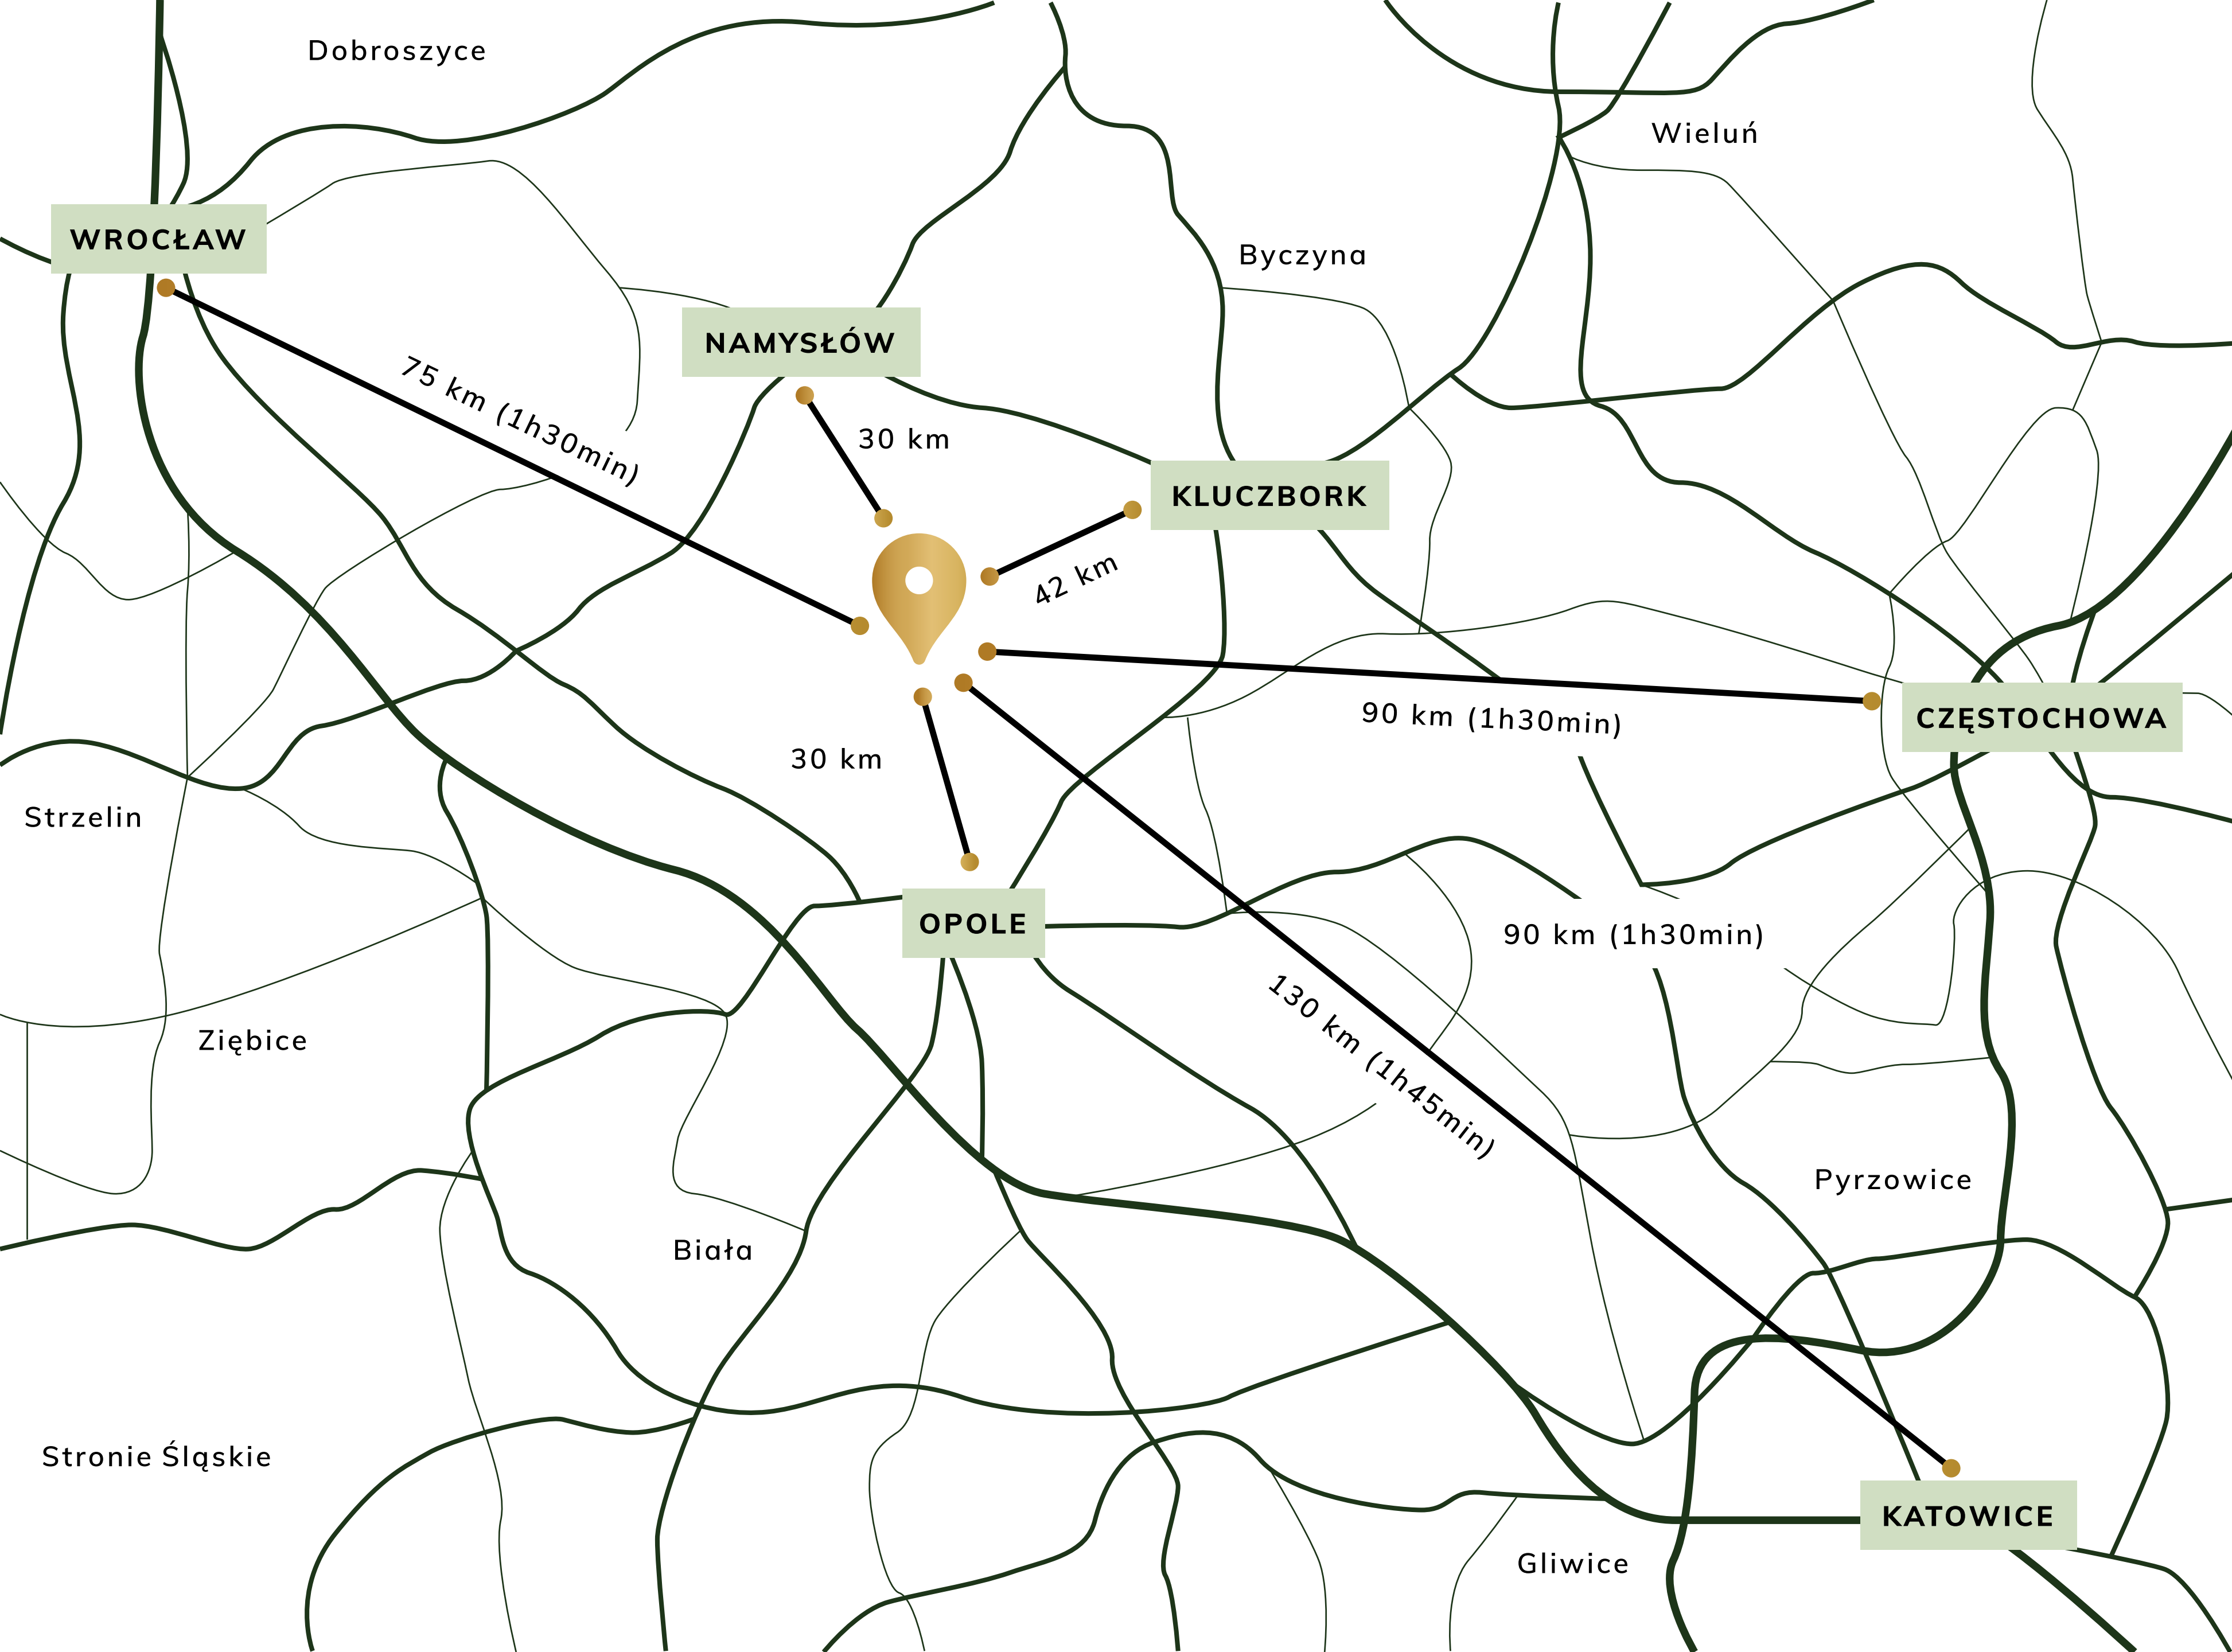 Dobroszyce
Wieluń
WROCŁAW
Byczyna
NAMYSŁÓW
75 km (1h30min)
30 km
KLUCZBORK
42 km
CZĘSTOCHOWA
90 km (1h30min)
30 km
Strzelin
OPOLE
90 km (1h30min)
Ziębice
130 km (1h45min)
Pyrzowice
Biała
Stronie Śląskie
KATOWICE
Gliwice